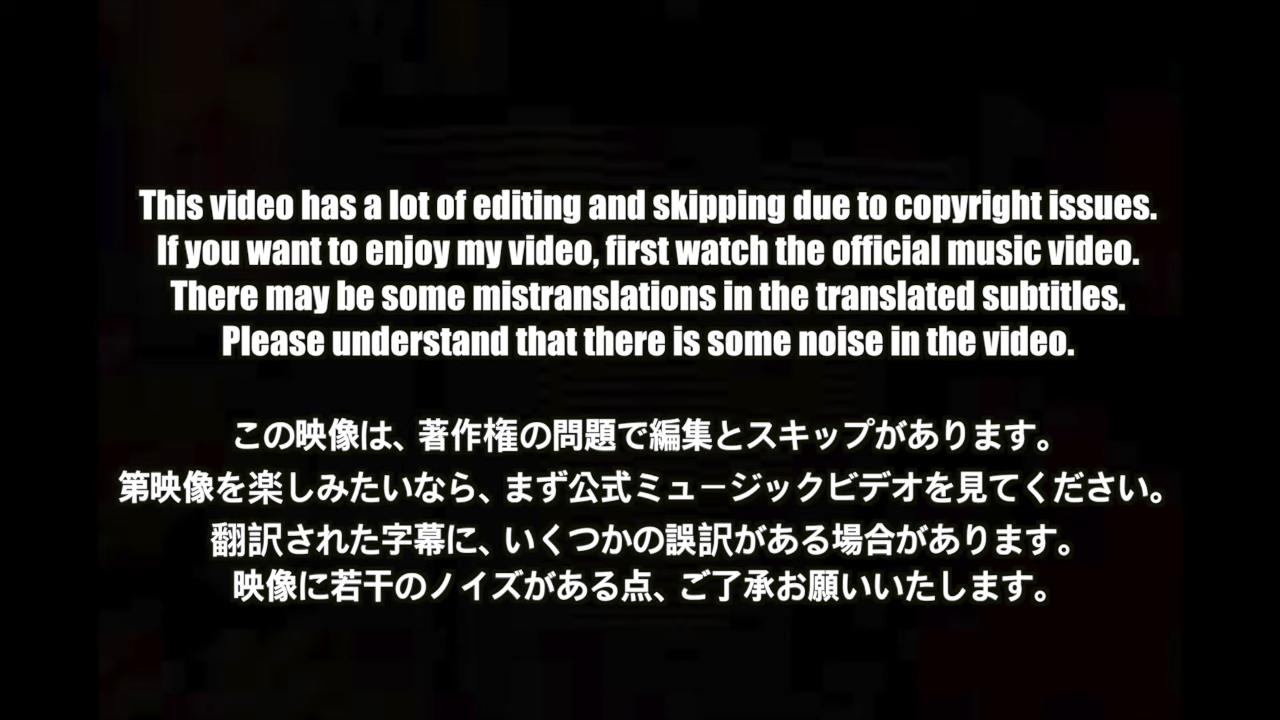 This video has a lot of editing and skipping due to copyright issues.
If you want to enjoy my video, first watch the official music video.
There may be some mistranslations in the translated subtitles.
Please understand that there is some noise in the video.
この映像は、著作権の問題で編集とスキップがあります。
第映像を楽しみたいなら、まず公式ミュージックビデオを見てください。
翻訳された字幕に、いくつかの誤訳がある場合があります。
映像に若干のノイズがある点、ご了承お願いいたします。